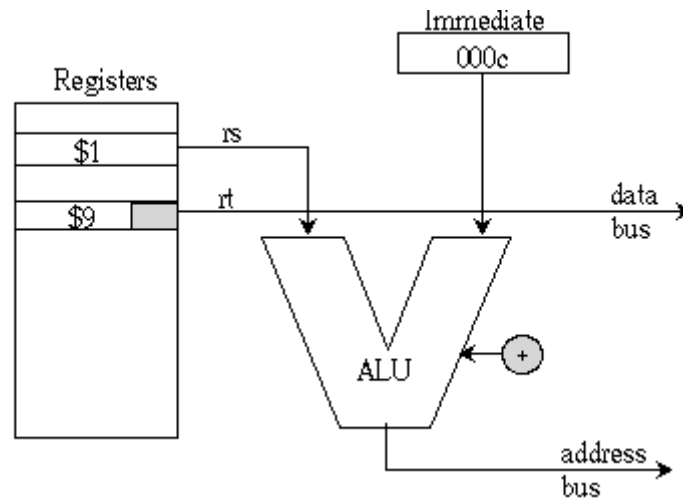 Immediate
000c
Registers
$1
rs
$9
rt
data
bus
+
ALU
address
bus